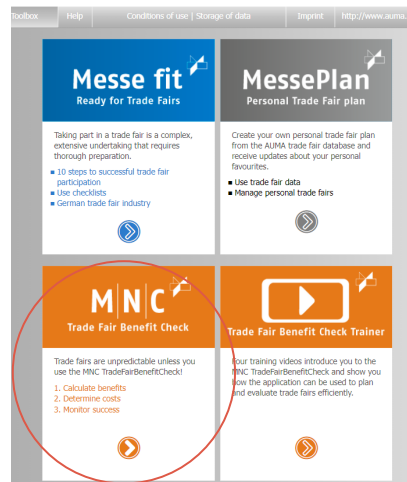 Toolbox Help Conditions of use | Storage of data Imprint http://www.auma.
Messe fit
Ready for Trade Fairs
Taking part in a trade fair is a complex,
extensive undertaking that requires
thorough preparation.
10 steps to successful trade fair
participation
Use checklists
German trade fair industry
MessePlan
Personal Trade Fair plan
Create your own personal trade fair plan
from the AUMA trade fair database and
receive updates about your personal
favourites.
Use trade fair data
Manage personal trade fairs
M|N|C
Trade Fair Benefit Check
Trade fairs are unpredictable unless you
use the MNC TradeFairBenefitCheck!
1. Calculate benefits
2. Determine costs
3. Monitor success
Trade Fair Benefit Check Trainer
Four training videos introduce you to the
MNC TradeFairBenefitCheck and show you
how the application can be used to plan
and evaluate trade fairs efficiently.